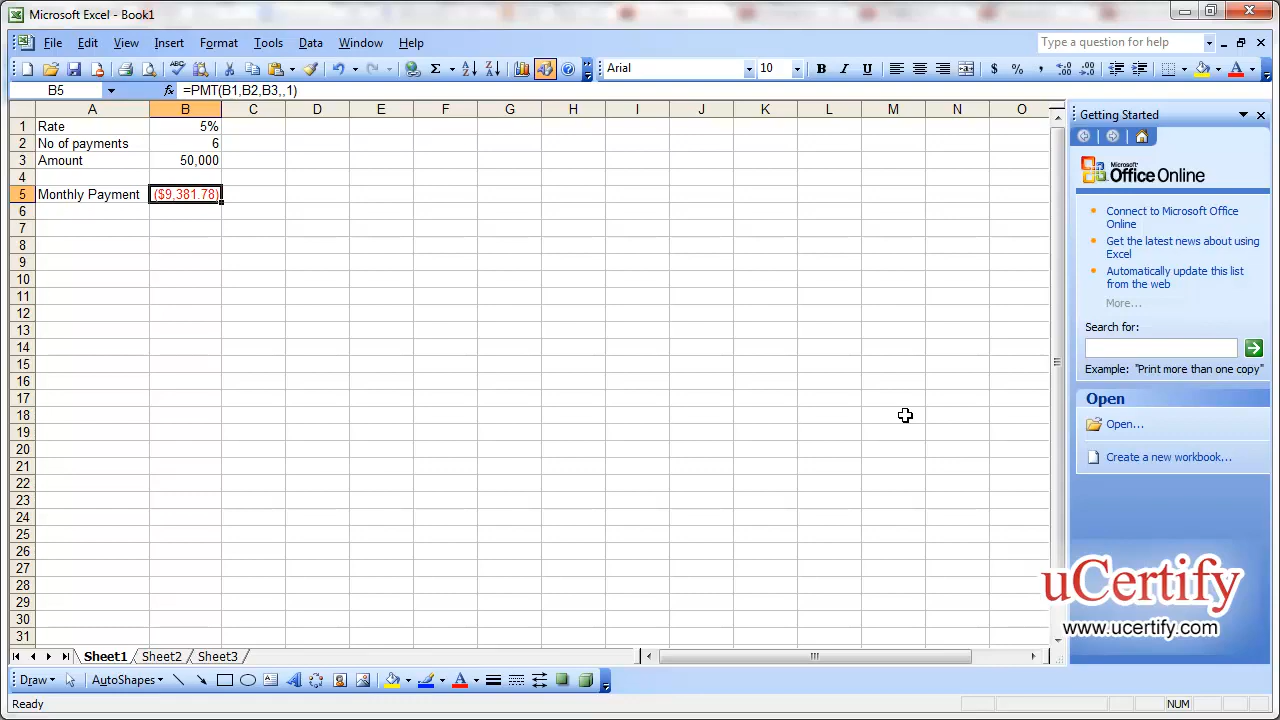 Microsoft Excel - Book1
File Edit View Insert Format Tools Data Window Help
Type a question for help
Arial 10 B I U $ % ,
B5 fx =PMT(B1,B2,B3,,1)
Getting Started
A B C D E F G H I J K L M N O
1 Rate 5%
2 No of payments 6
3 Amount 50,000
4
5 Monthly Payment ($9,381.78)
6
7
8
9
10
11
12
13
14
15
16
17
18
19
20
21
22
23
24
25
26
27
28
29
30
31
Microsoft
Office Online
Connect to Microsoft Office
Online
Get the latest news about using
Excel
Automatically update this list
from the web
More...
Search for:
Example: "Print more than one copy"
Open
Open...
Create a new workbook...
uCertify
www.ucertify.com
Sheet1 Sheet2 Sheet3
Draw AutoShapes
Ready
NUM